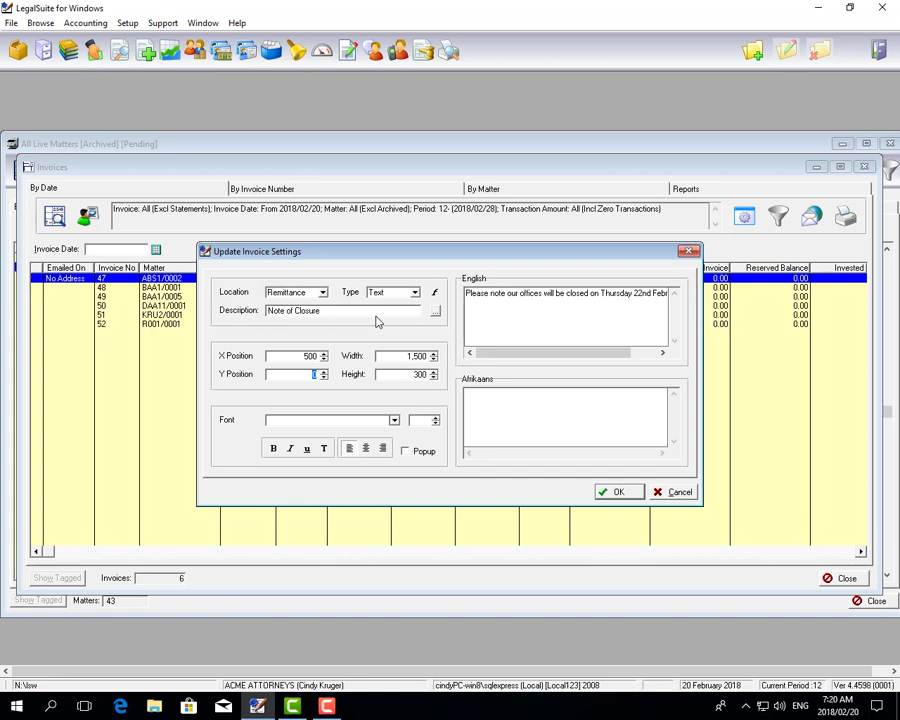 LegalSuite for Windows
File Browse Accounting Setup Support Window Help
All Live Matters [Archived] [Pending]
Invoices
By Date By Invoice Number By Matter Reports
Invoice: All (Excl Statements); Invoice Date: From 2018/02/20; Matter: All (Excl Archived); Period: 12- (2018/02/28); Transaction Amount: All (Incl Zero Transactions)
Invoice Date:
Emailed On Invoice No Matter Invoice Reserved Balance Invested
No Address 47 ABS1/0002 0.00 0.00
48 BAA1/0001 0.00 0.00
49 BAA1/0005 0.00 0.00
50 DAA11/0001 0.00 0.00
51 KRU2/0001 0.00 0.00
52 R001/0001 0.00 0.00
Update Invoice Settings
Location Remittance Type Text f
Description: Note of Closure ...
X Position 500 Width: 1,500
Y Position 0 Height: 300
Font
B I u T Popup
English
Please note our offices will be closed on Thursday 22nd Febr
Afrikaans
OK Cancel
Show Tagged Invoices: 6 Close
Show Tagged Matters: 43 Close
N:\lsw ACME ATTORNEYS (Cindy Kruger) cindyPC-win8\sqlexpress (Local) [Local123] 2008 20 February 2018 Current Period :12 Ver 4.4598 (0001)
ENG 7:20 AM
2018/02/20